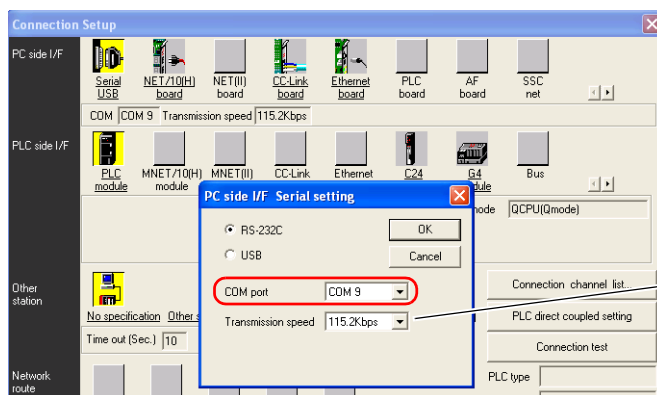 Connection Setup
PC side I/F
Serial USB
NET/10(H) board
NET(II) board
CC-Link board
Ethernet board
PLC board
AF board
SSC net
COM COM 9 Transmission speed 115.2Kbps
PLC side I/F
PLC module
MNET/10(H) module
MNET(II)
CC-Link
Ethernet
C24
G4
Bus
PC side I/F Serial setting
RS-232C
OK
USB
Cancel
COM port COM 9
Transmission speed 115.2Kbps
QCPU(Qmode)
Other station
No specification
Other
Time out (Sec.) 10
Connection channel list...
PLC direct coupled setting
Connection test
PLC type
Network route